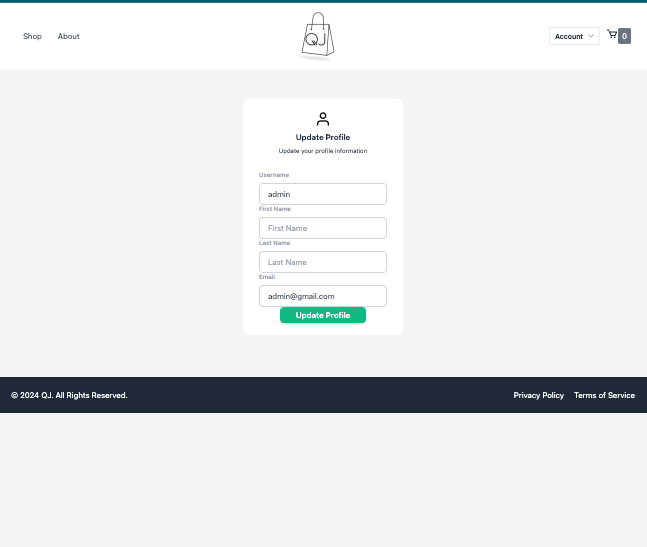 Shop
About
QJ
Account
0
Update Profile
Update your profile information
Username
admin
First Name
First Name
Last Name
Last Name
Email
admin@gmail.com
Update Profile
© 2024 QJ. All Rights Reserved.
Privacy Policy
Terms of Service